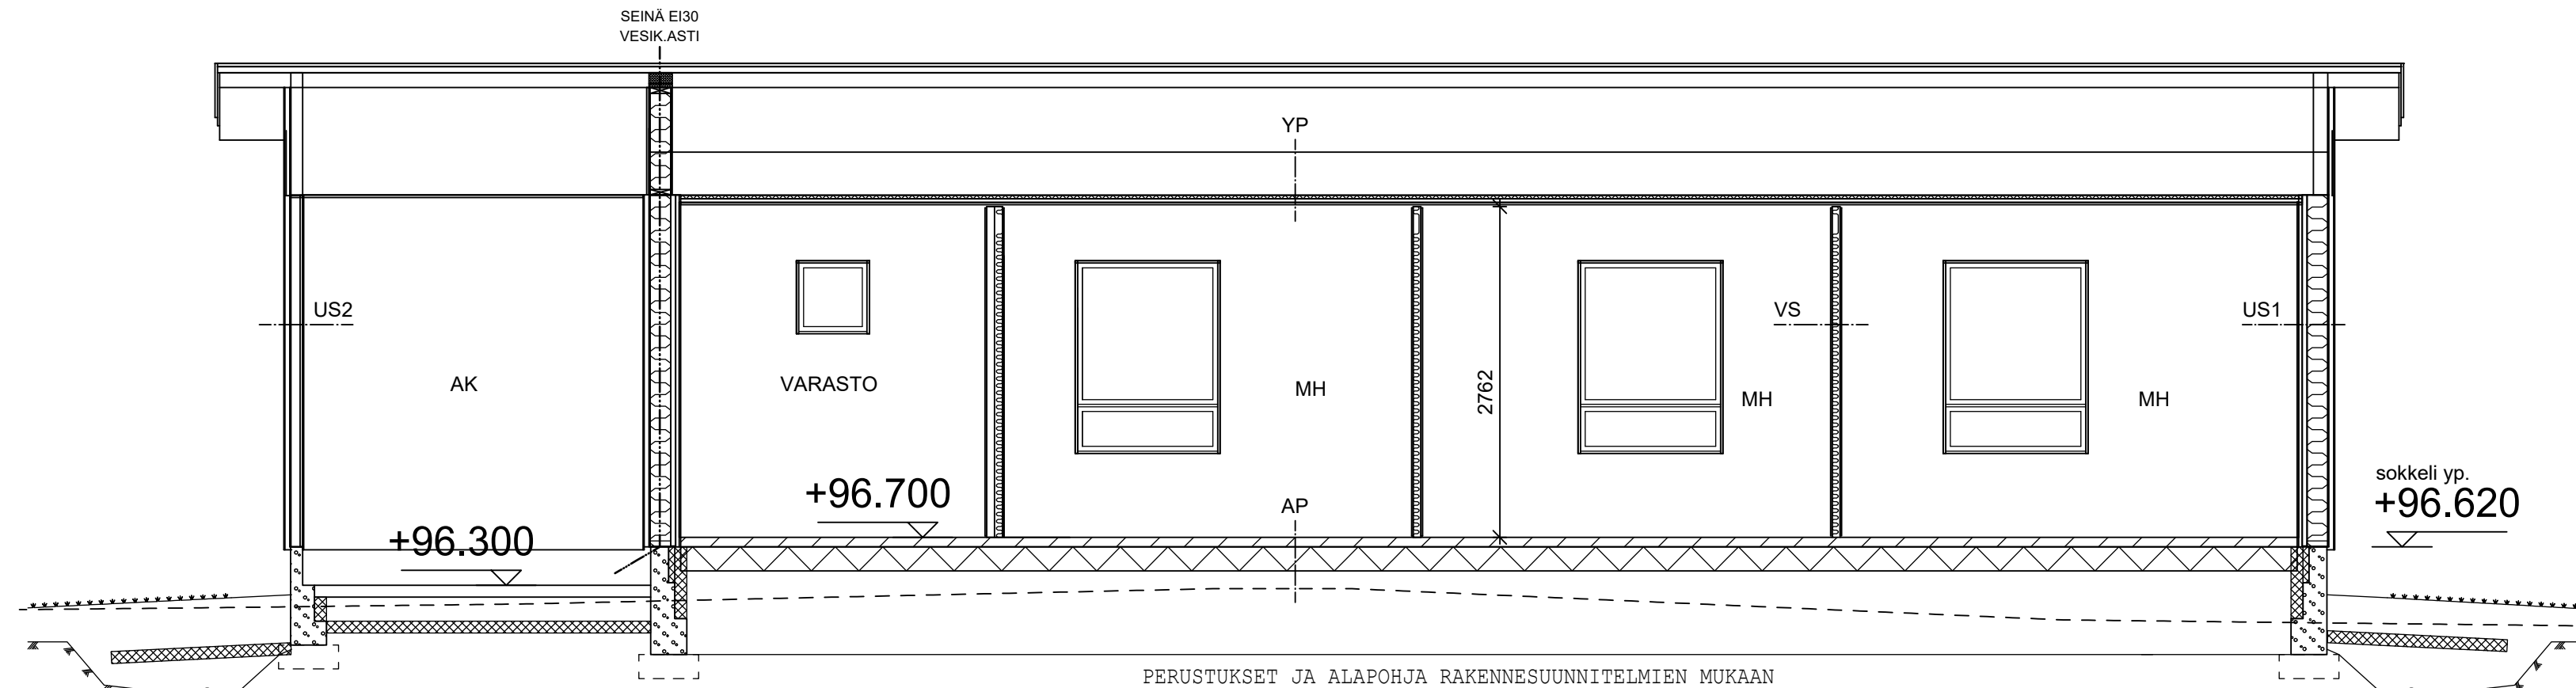 SEINÄ EI30
VESIK.ASTI
YP
US2
VS
US1
AK
VARASTO
MH
2762
MH
MH
sokkeli yp.
+96.700
AP
+96.620
+96.300
PERUSTUKSET JA ALAPOHJA RAKENNESUUNNITELMIEN MUKAAN